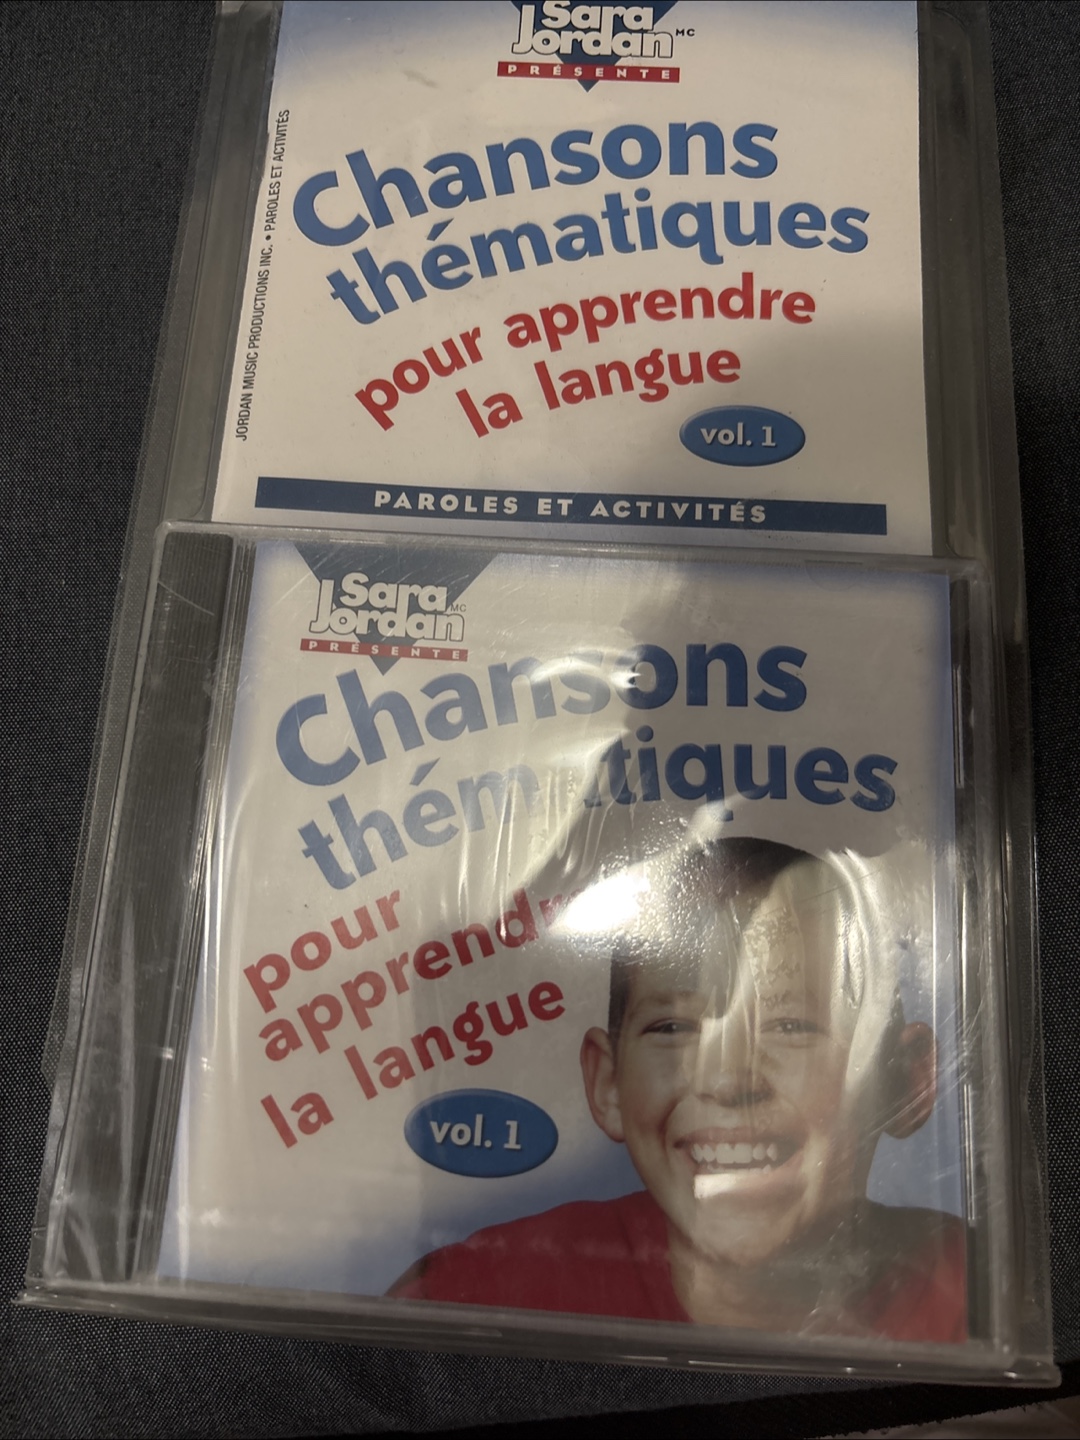 Sara
Jordan MC
PRÉSENTE
Chansons
thématiques
pour apprendre
la langue
vol. 1
PAROLES ET ACTIVITÉS
JORDAN MUSIC PRODUCTIONS INC. • PAROLES ET ACTIVITÉS
Sara
Jordan MC
PRÉSENTE
Chansons
pour
la langue
vol. 1